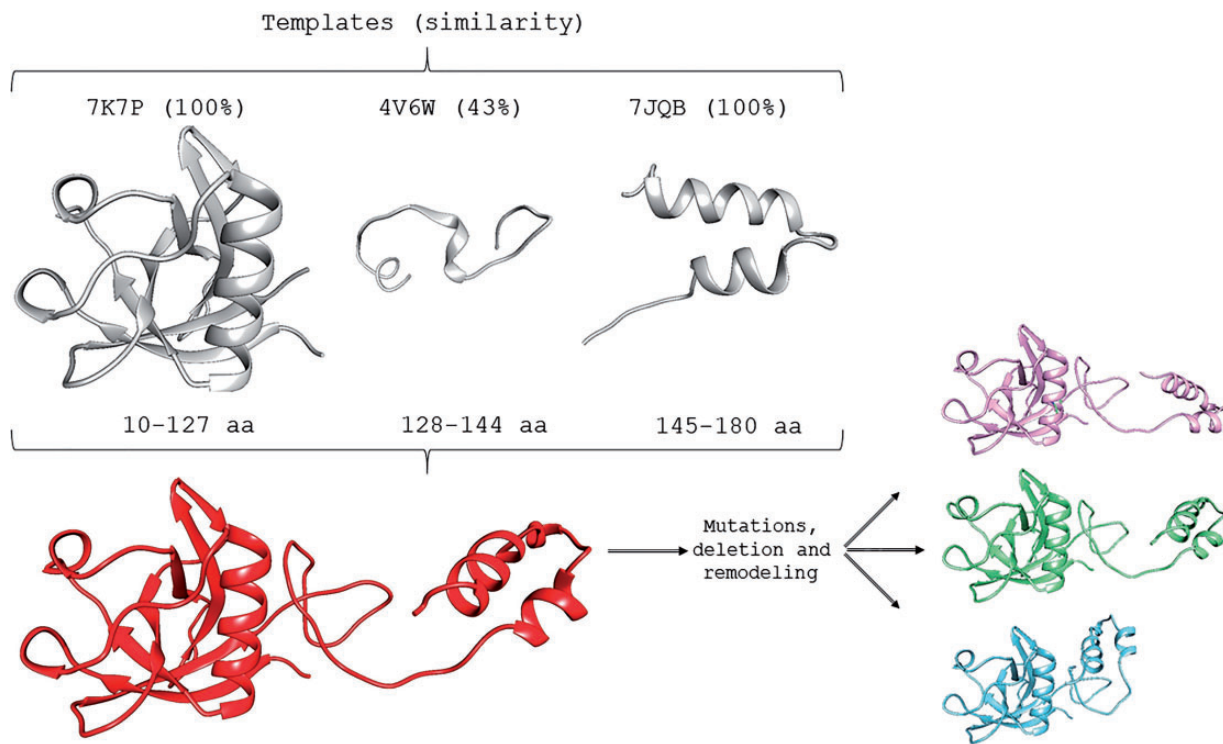 Templates (similarity)
7K7P (100%)
4V6W (43%)
7JQB (100%)
10-127 aa
128-144 aa
145-180 aa
Mutations,
deletion and
remodeling